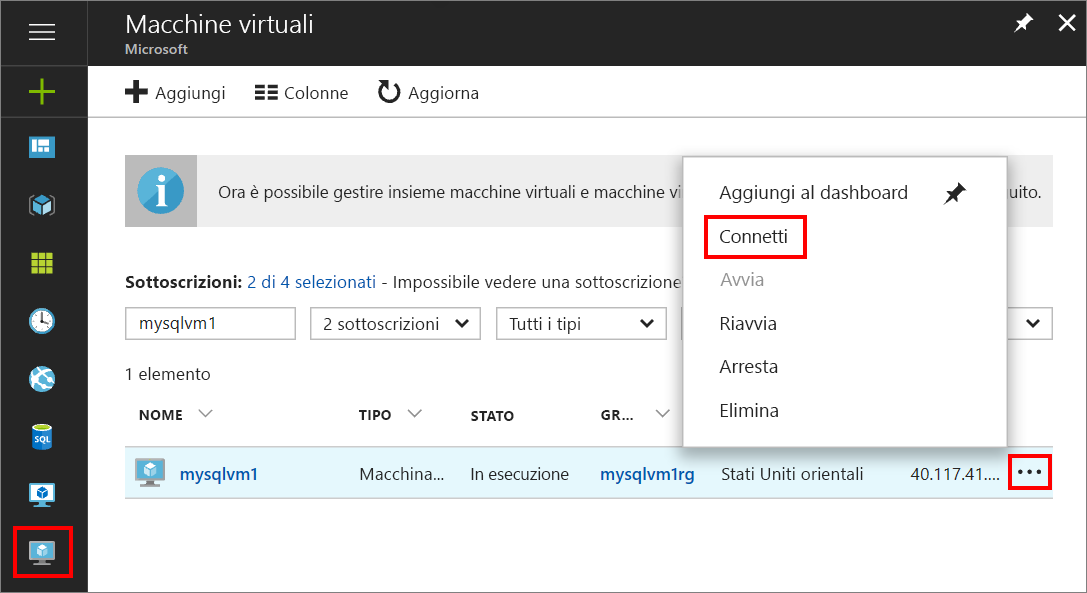 Macchine virtuali
Microsoft
Aggiungi Colonne Aggiorna
Ora è possibile gestire insieme macchine virtuali e macchine vi uito.
Aggiungi al dashboard
Connetti
Avvia
Riavvia
Arresta
Elimina
Sottoscrizioni: 2 di 4 selezionati - Impossibile vedere una sottoscrizione
mysqlvm1 2 sottoscrizioni Tutti i tipi
1 elemento
NOME TIPO STATO GR...
mysqlvm1 Macchina... In esecuzione mysqlvm1rg Stati Uniti orientali 40.117.41.... ...
SQL